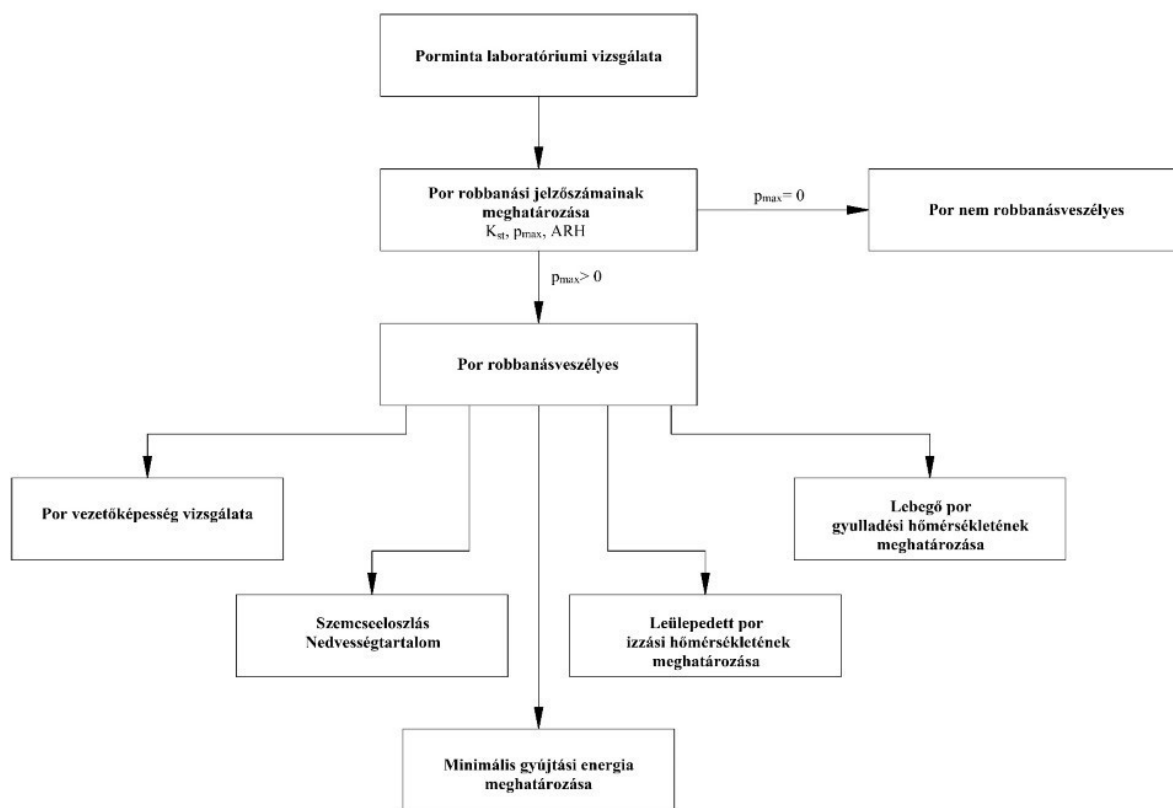 Porminta laboratóriumi vizsgálata
Por robbanási jelzőszámainak
meghatározása
Kst, pmax, ARH
pmax= 0
Por nem robbanásveszélyes
pmax> 0
Por robbanásveszélyes
Por vezetőképesség vizsgálata
Lebegő por
gyulladési hőmérsékletének
meghatározása
Szemcseeloszlás
Nedvességtartalom
Leülepedett por
izzási hőmérsékletének
meghatározása
Minimális gyújtási energia
meghatározása